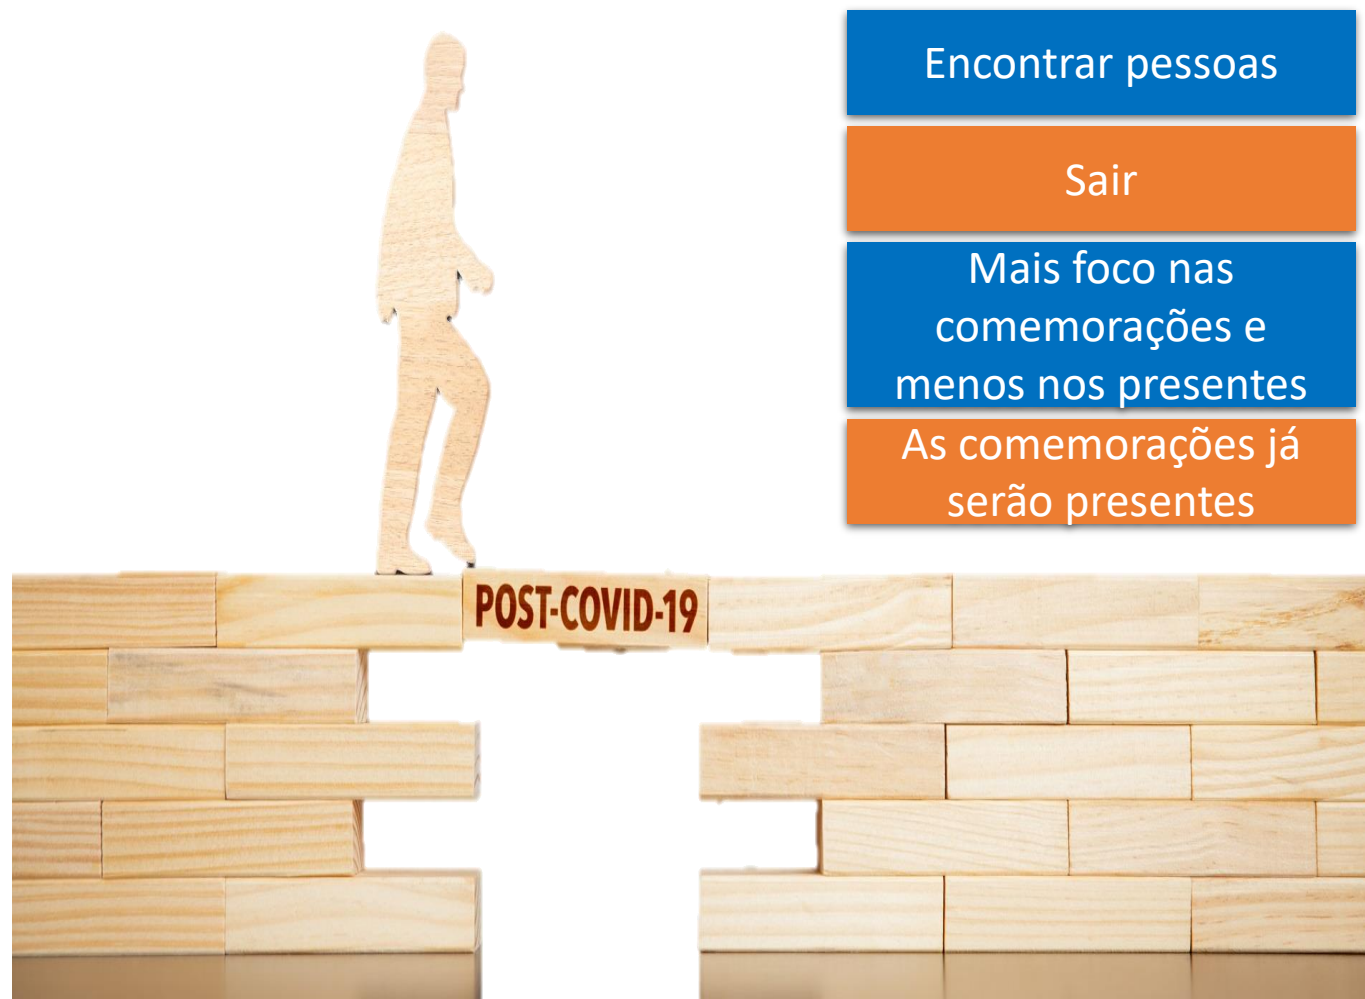 Encontrar pessoas
Sair
Mais foco nas
comemorações e
menos nos presentes
As comemorações já
serão presentes
POST-COVID-19